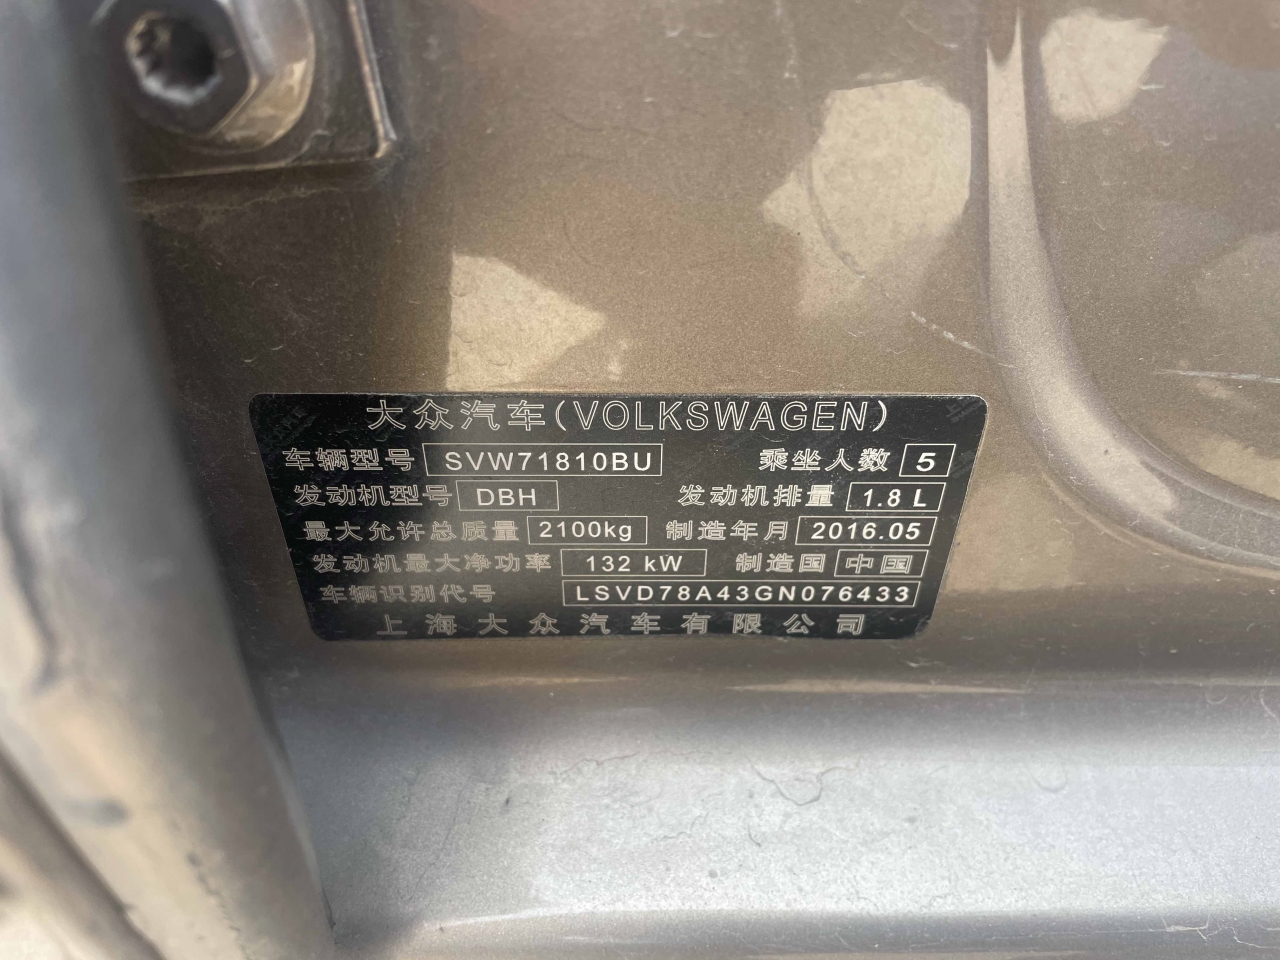 大众汽车(VOLKSWAGEN)
车辆型号 SVW71810BU 乘坐人数 5
发动机型号 DBH 发动机排量 1.8 L
最大允许总质量 2100kg 制造年月 2016.05
发动机最大净功率 132 kW 制造国 中国
车辆识别代号 LSVD78A43GN076433
上海大众汽车有限公司